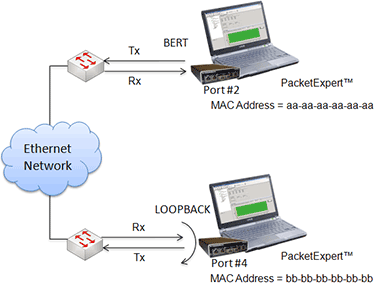 BERT
Tx
Rx
PacketExpert™
Port #2
MAC Address = aa-aa-aa-aa-aa-aa
Ethernet
Network
LOOPBACK
Rx
Tx
PacketExpert™
Port #4
MAC Address = bb-bb-bb-bb-bb-bb